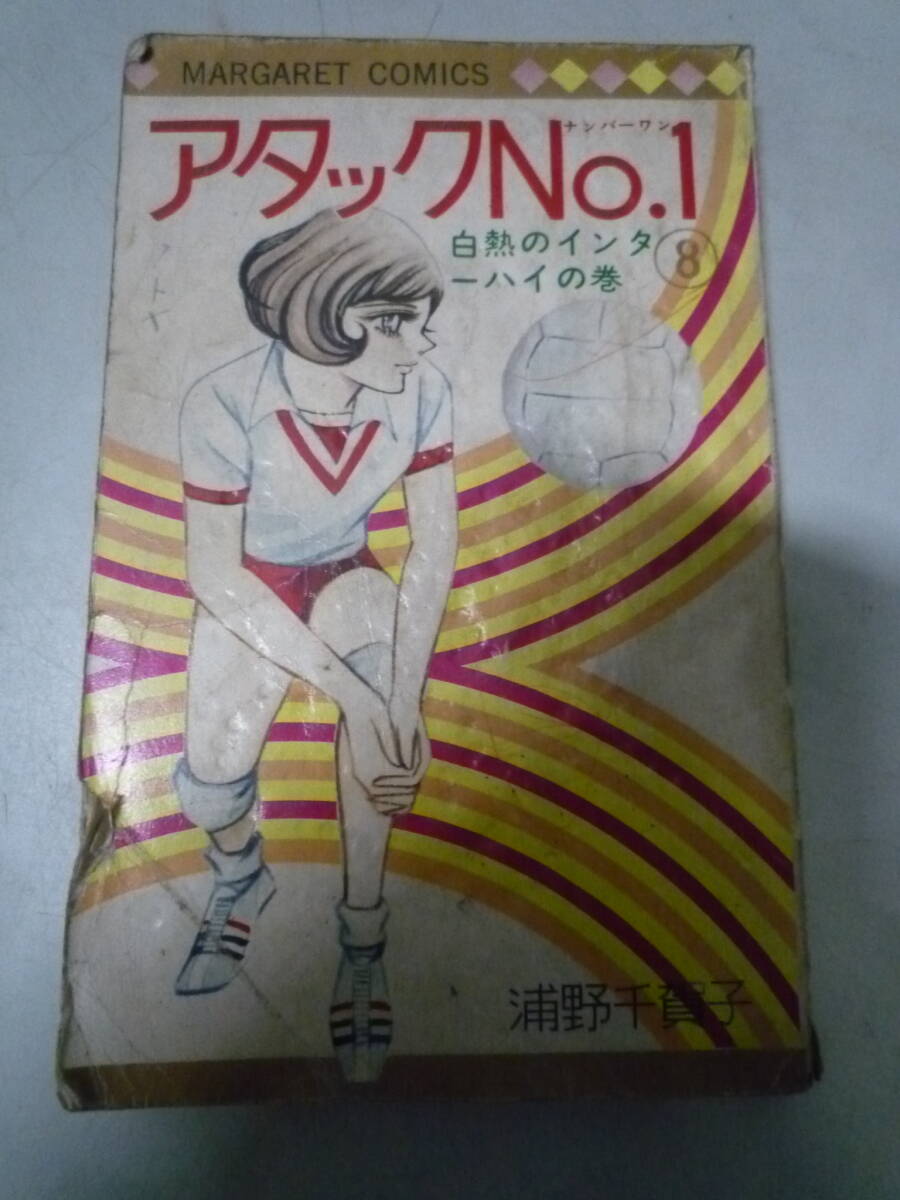 MARGARET COMICS
ナンバーワン
アタックNo.1
白熱のインタ
ーハイの巻
⑧
浦野千賀子